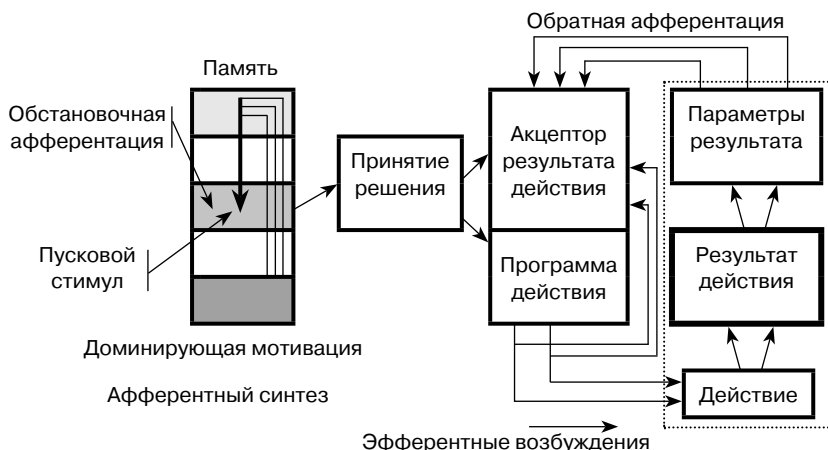 Обратная афферентация
Память
Обстановочная
афферентация
Пусковой
стимул
Доминирующая мотивация
Афферентный синтез
Принятие
решения
Акцептор
результата
действия
Программа
действия
Параметры
результата
Результат
действия
Действие
Эфферентные возбуждения